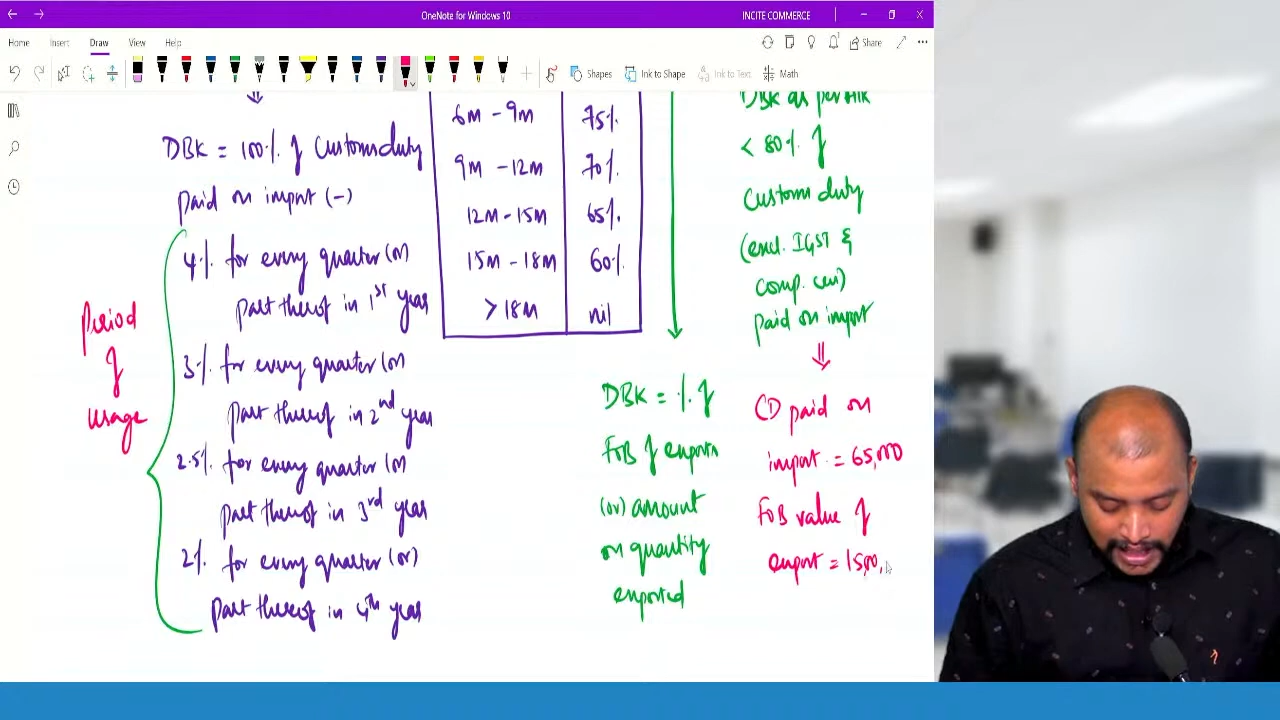 OneNote for Windows 10
INCITE COMMERCE
Home Insert Draw View Help
Share
Shapes Ink to Shape Ink to Text Math
DBK = 100% of Customs duty
paid on import (-)
4% for every quarter (or)
part thereof in 1st year
3% for every quarter (or)
part thereof in 2nd year
2.5% for every quarter (or)
part thereof in 3rd year
2% for every quarter (or)
part thereof in 4th year
Period
of
usage
6M - 9M 75%
9M - 12M 70%
12M - 15M 65%
15M - 18M 60%
> 18M nil
DBK = % of
FOB of exports
(or) amount
on quantity
exported
DBK as per AIR
< 80% of
Customs duty
(excl. IGST &
comp. cess)
paid on import
CD paid on
import = 65,000
FOB value of
export =